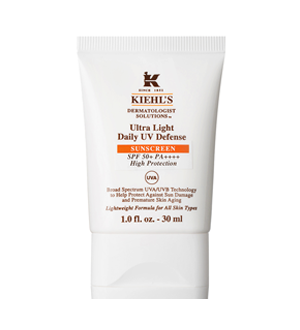 K
SINCE 1851
KIEHL'S
DERMATOLOGIST
SOLUTIONS™
Ultra Light
Daily UV Defense
SUNSCREEN
SPF 50+ PA++++
High Protection
UVA
Broad Spectrum UVA/UVB Technology
to Help Protect Against Sun Damage
and Premature Skin Aging
Lightweight Formula for All Skin Types
1.0 fl. oz. - 30 ml